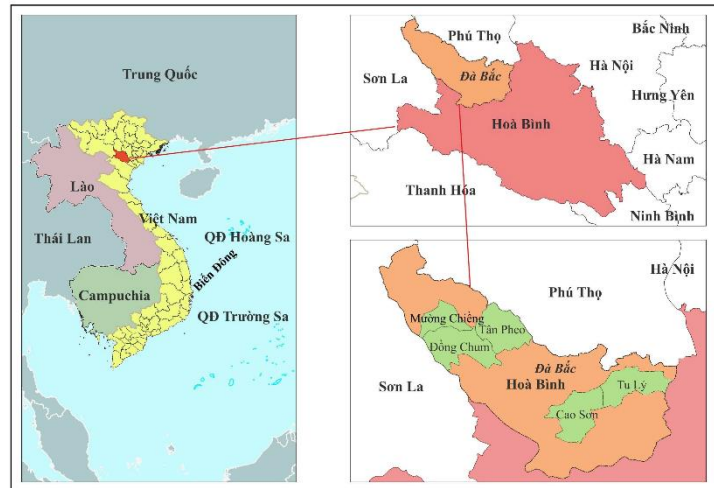 Trung Quốc
Lào
Việt Nam
Thái Lan
QĐ Hoàng Sa
Biển Đông
Campuchia
QĐ Trường Sa
Phú Thọ
Bắc Ninh
Sơn La
Đà Bắc
Hà Nội
Hưng Yên
Hoà Bình
Hà Nam
Thanh Hóa
Ninh Bình
Hà Nội
Phú Thọ
Mường Chiềng
Tân Pheo
Đồng Chum
Đà Bắc
Sơn La
Hoà Bình
Tu Lý
Cao Sơn